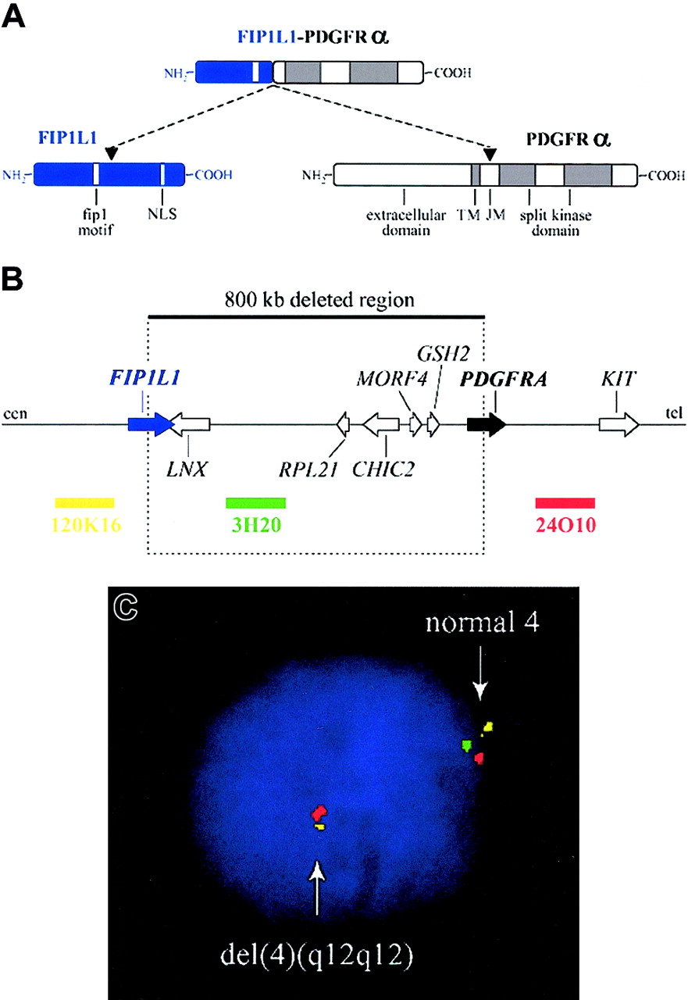 A
FIP1L1-PDGFR α
NH2 COOH
FIP1L1 PDGFR α
NH2 COOH NH2 COOH
fip1 motif NLS extracellular domain TM JM split kinase domain
B
800 kb deleted region
GSH2
FIP1L1 MORF4 PDGFRA KIT
cen tel
LNX RPL21 CHIC2
120K16 3H20 24O10
C
normal 4
del(4)(q12q12)